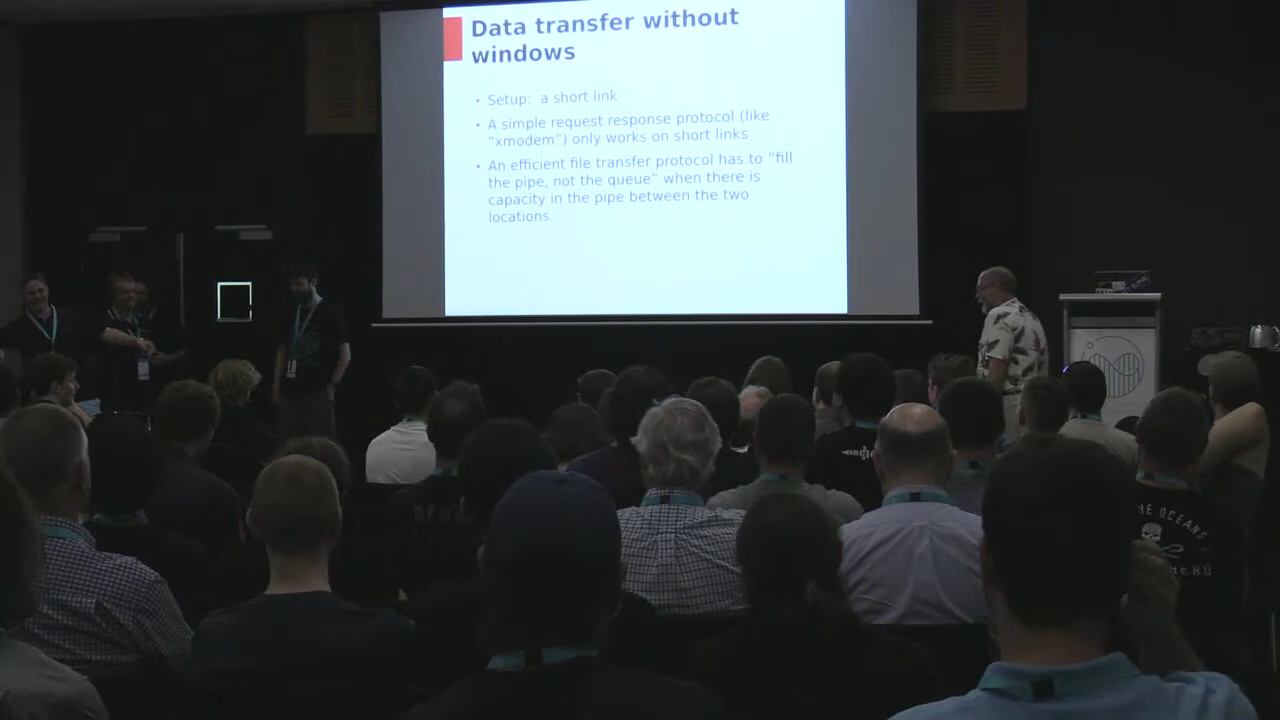 Data transfer without
windows
• Setup: a short link
• A simple request response protocol (like
“xmodem”) only works on short links
• An efficient file transfer protocol has to “fill
the pipe, not the queue” when there is
capacity in the pipe between the two
locations.
HE OCEANS